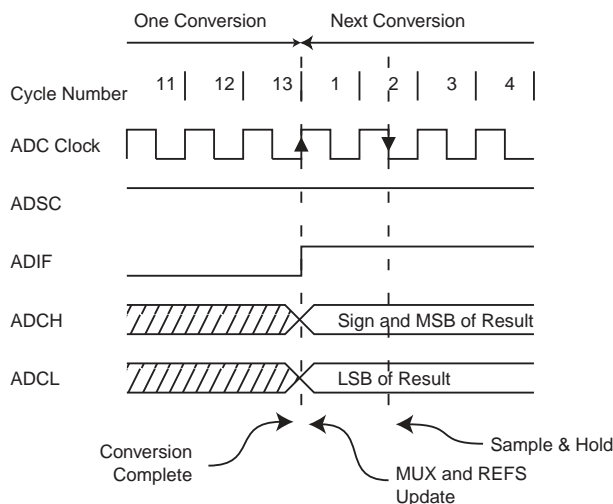 One Conversion Next Conversion
Cycle Number 11 12 13 1 2 3 4
ADC Clock
ADSC
ADIF
ADCH Sign and MSB of Result
ADCL LSB of Result
Conversion
Complete
MUX and REFS
Update
Sample & Hold